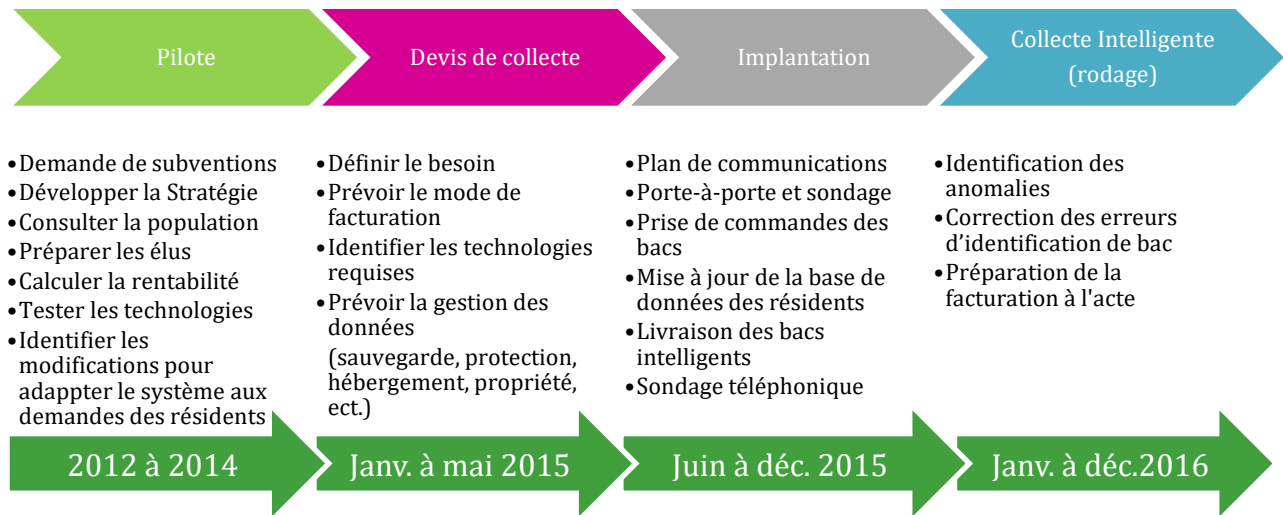 Pilote
Devis de collecte
Implantation
Collecte Intelligente
(rodage)
•Demande de subventions
•Développer la Stratégie
•Consulter la population
•Préparer les élus
•Calculer la rentabilité
•Tester les technologies
•Identifier les
modifications pour
adappter le système aux
demandes des résidents
•Définir le besoin
•Prévoir le mode de
facturation
•Identifier les technologies
requises
•Prévoir la gestion des
données
(sauvegarde, protection,
hébergement, propriété,
ect.)
•Plan de communications
•Porte-à-porte et sondage
•Prise de commandes des
bacs
•Mise à jour de la base de
données des résidents
•Livraison des bacs
intelligents
•Sondage téléphonique
•Identification des
anomalies
•Correction des erreurs
d’identification de bac
•Préparation de la
facturation à l'acte
2012 à 2014
Janv. à mai 2015
Juin à déc. 2015
Janv. à déc.2016